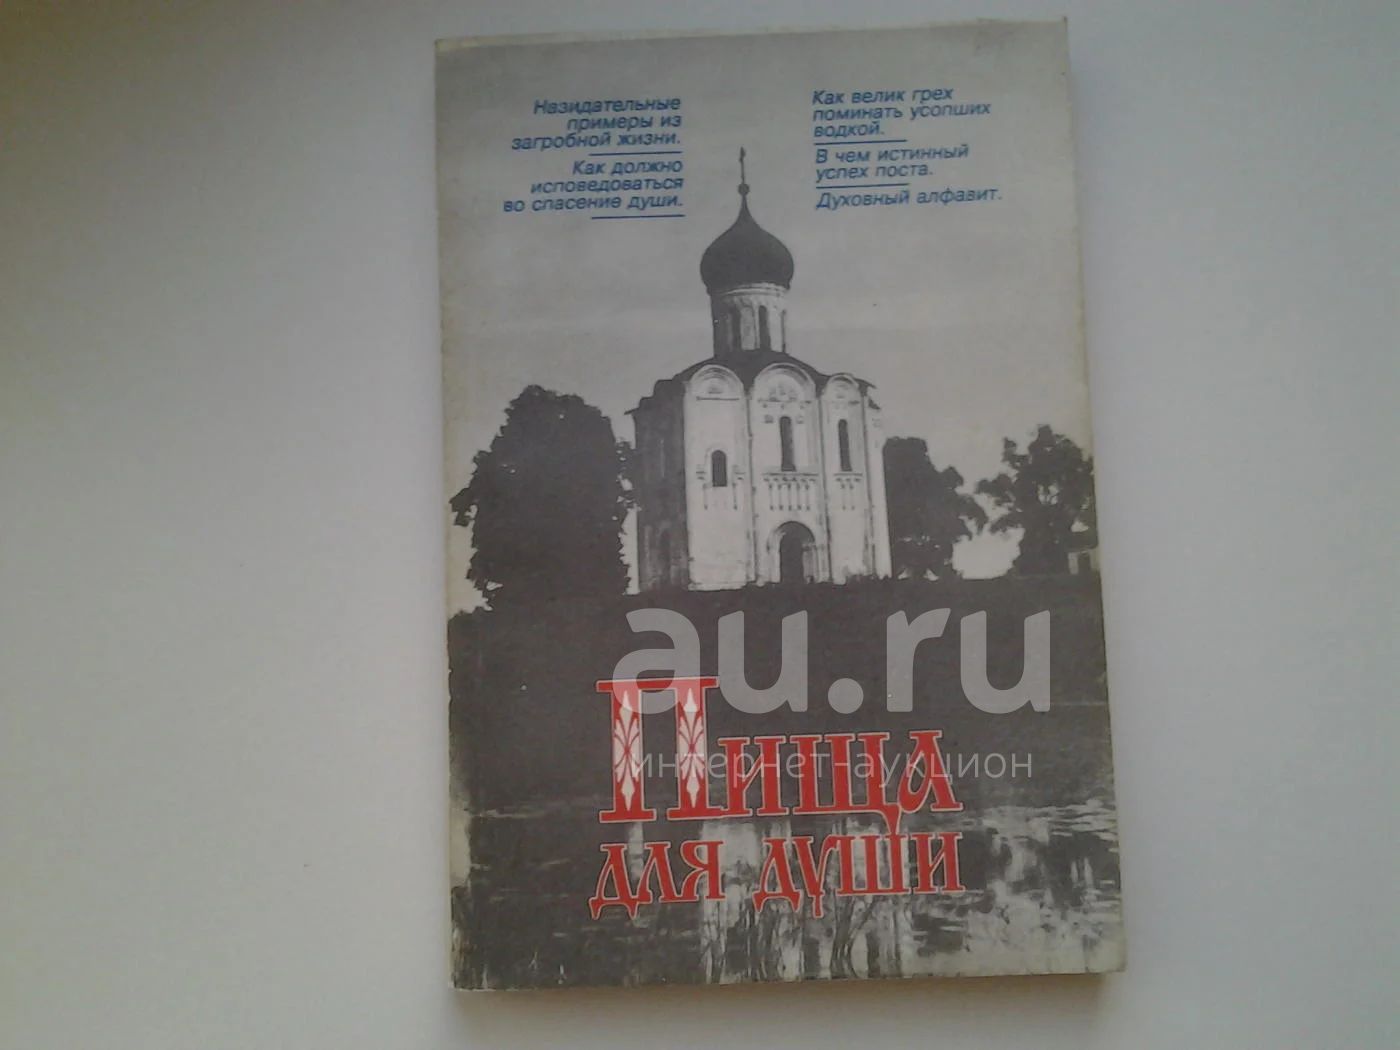 Назидательные
примеры из
загробной жизни.
Как должно
исповедоваться
во спасение души.
Как велик грех
поминать усопших
водкой.
В чем истинный
успех поста.
Духовный алфавит.
au.ru
интернет-аукцион
Пища
для души